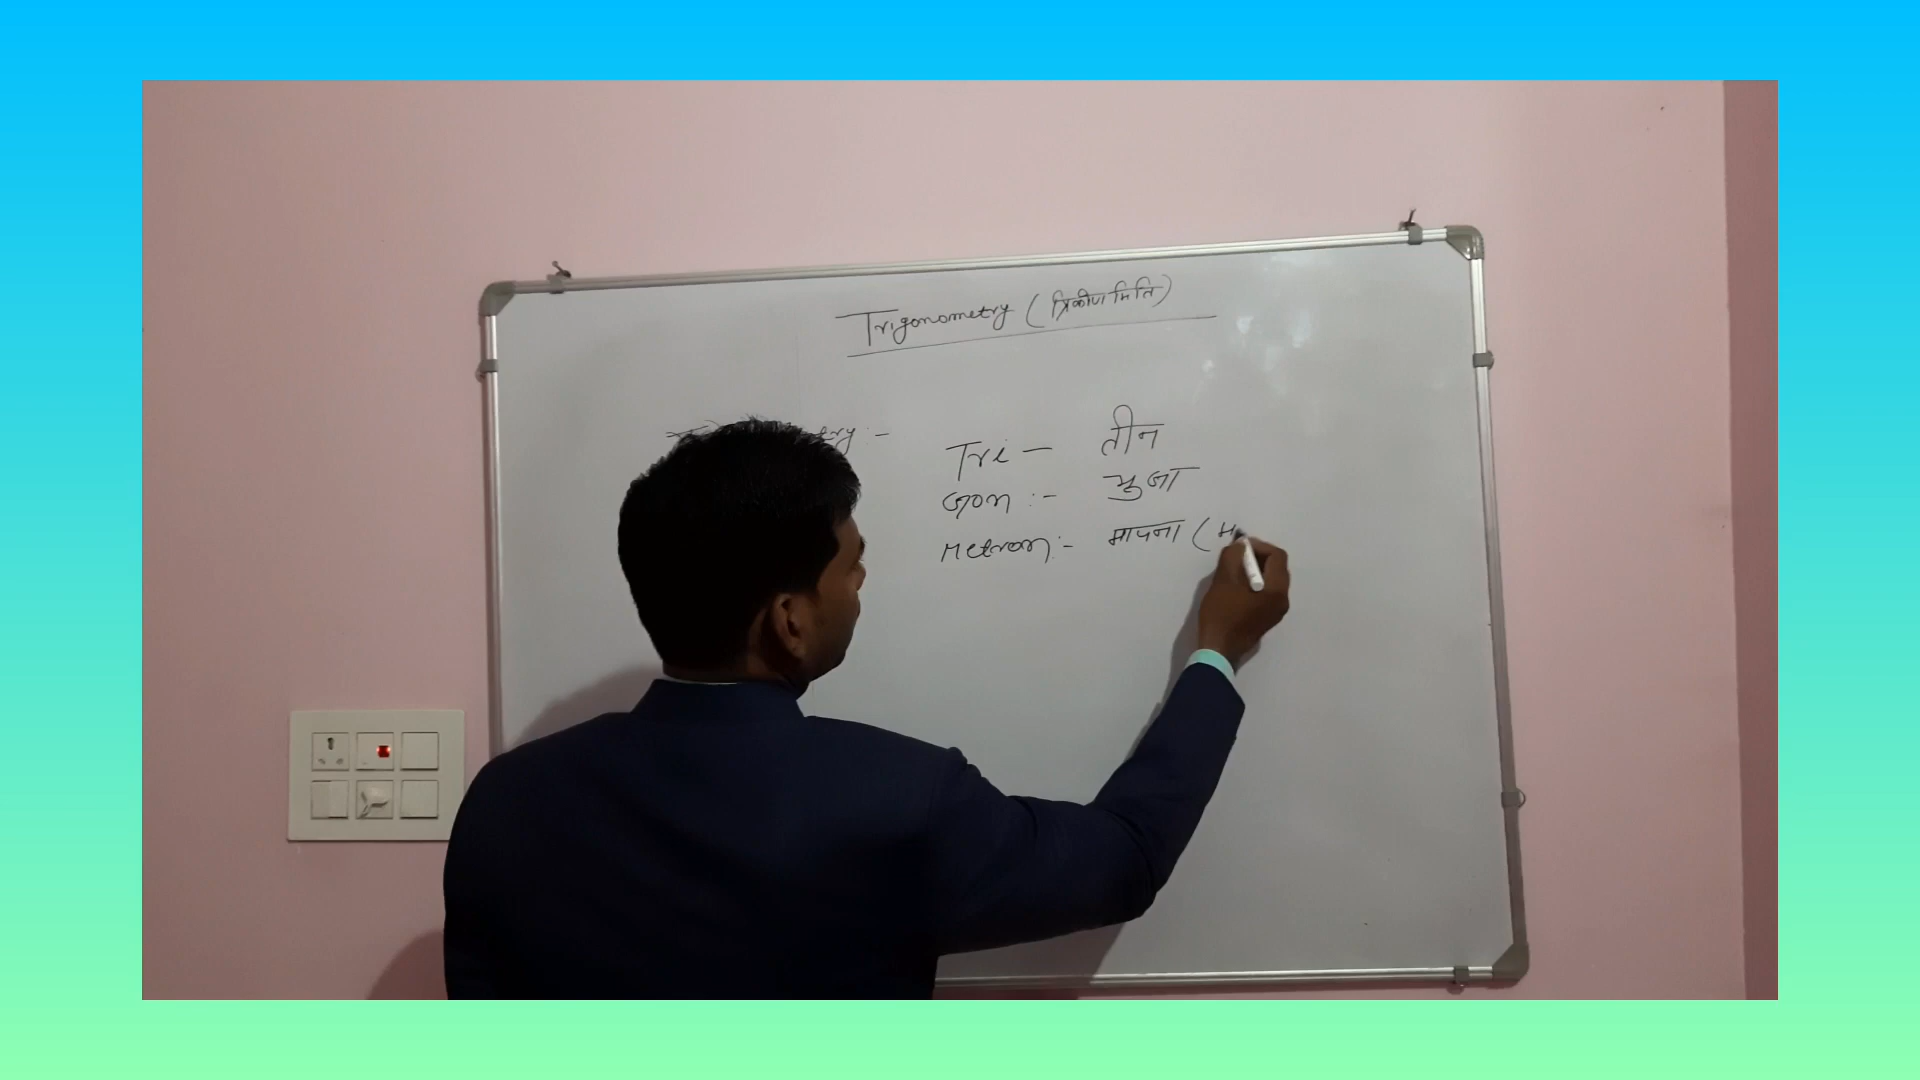 Trigonometry (त्रिकोणमिति)
Tri – तीन
Gon :- भुजा
Metron :- मापना (म